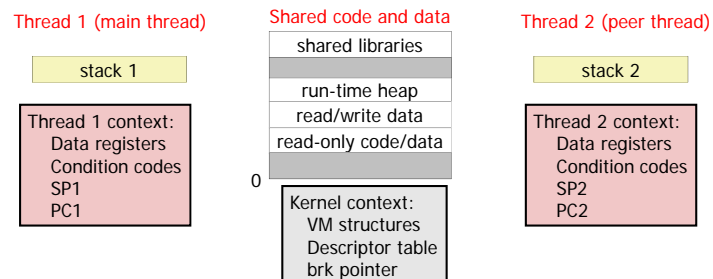 Thread 1 (main thread)
stack 1
Thread 1 context:
Data registers
Condition codes
SP1
PC1
Shared code and data
shared libraries
run-time heap
read/write data
read-only code/data
0
Kernel context:
VM structures
Descriptor table
brk pointer
Thread 2 (peer thread)
stack 2
Thread 2 context:
Data registers
Condition codes
SP2
PC2